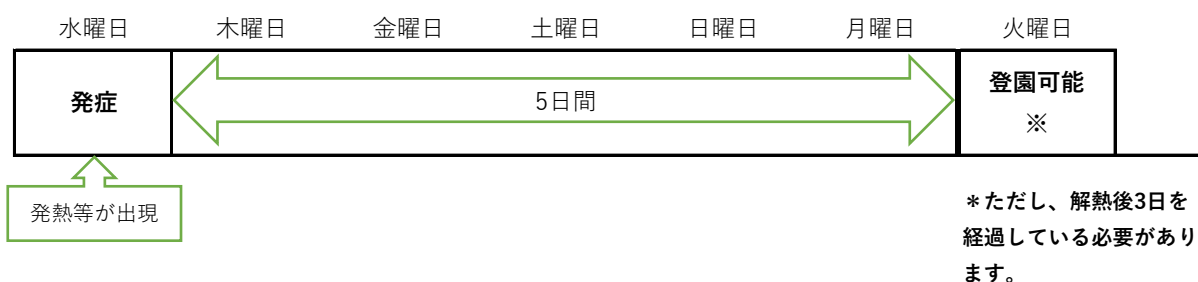 水曜日 木曜日 金曜日 土曜日 日曜日 月曜日 火曜日
発症
5日間
登園可能
※
発熱等が出現
＊ただし、解熱後3日を
経過している必要があり
ます。